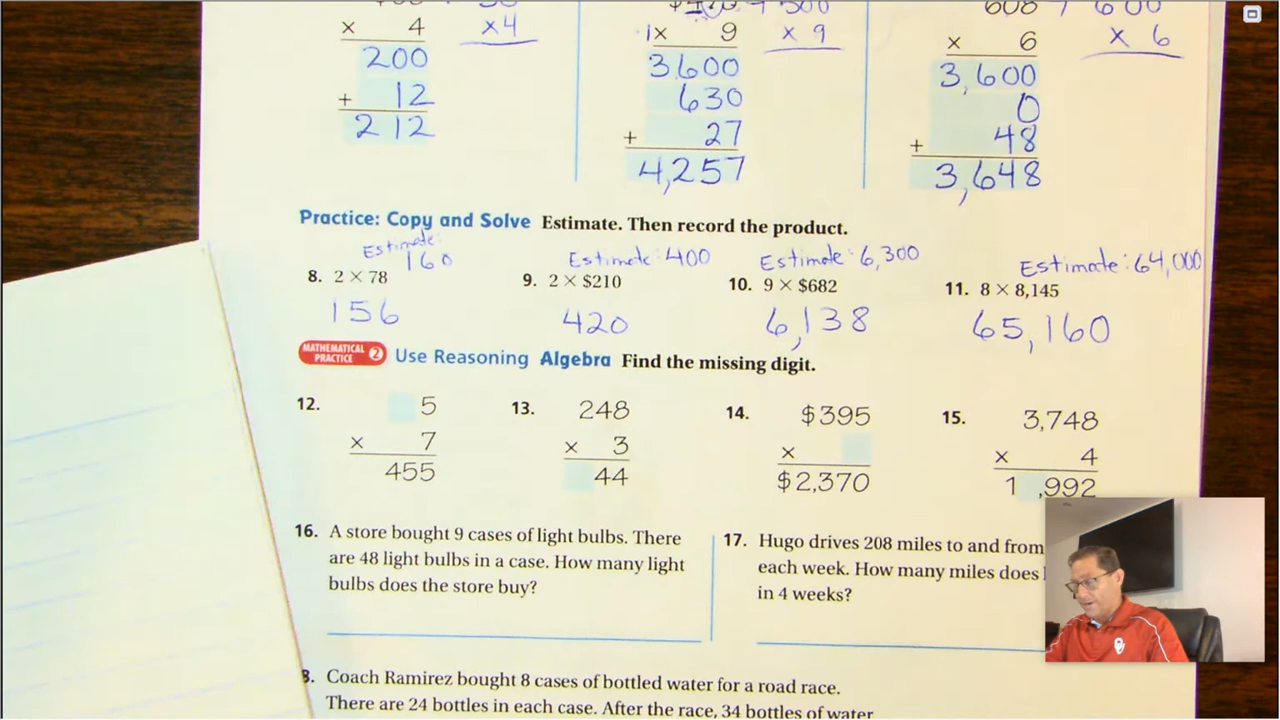 × 4 x4
200
+ 12
212
1x 9 x 9
3,600
630
+ 27
4,257
608 600
x 6 x 6
3,600
0
+ 48
3,648
Practice: Copy and Solve Estimate. Then record the product.
Estimate: 160
8. 2 × 78
156
Estimate: 400
9. 2 × $210
420
Estimate: 6,300
10. 9 × $682
6,138
Estimate: 64,000
11. 8 × 8,145
65,160
MATHEMATICAL PRACTICE 2 Use Reasoning Algebra Find the missing digit.
12. 5
× 7
455
13. 248
× 3
44
14. $395
×
$2,370
15. 3,748
× 4
1 ,992
16. A store bought 9 cases of light bulbs. There
are 48 light bulbs in a case. How many light
bulbs does the store buy?
17. Hugo drives 208 miles to and from
each week. How many miles does
in 4 weeks?
8. Coach Ramirez bought 8 cases of bottled water for a road race.
There are 24 bottles in each case. After the race, 34 bottles of water